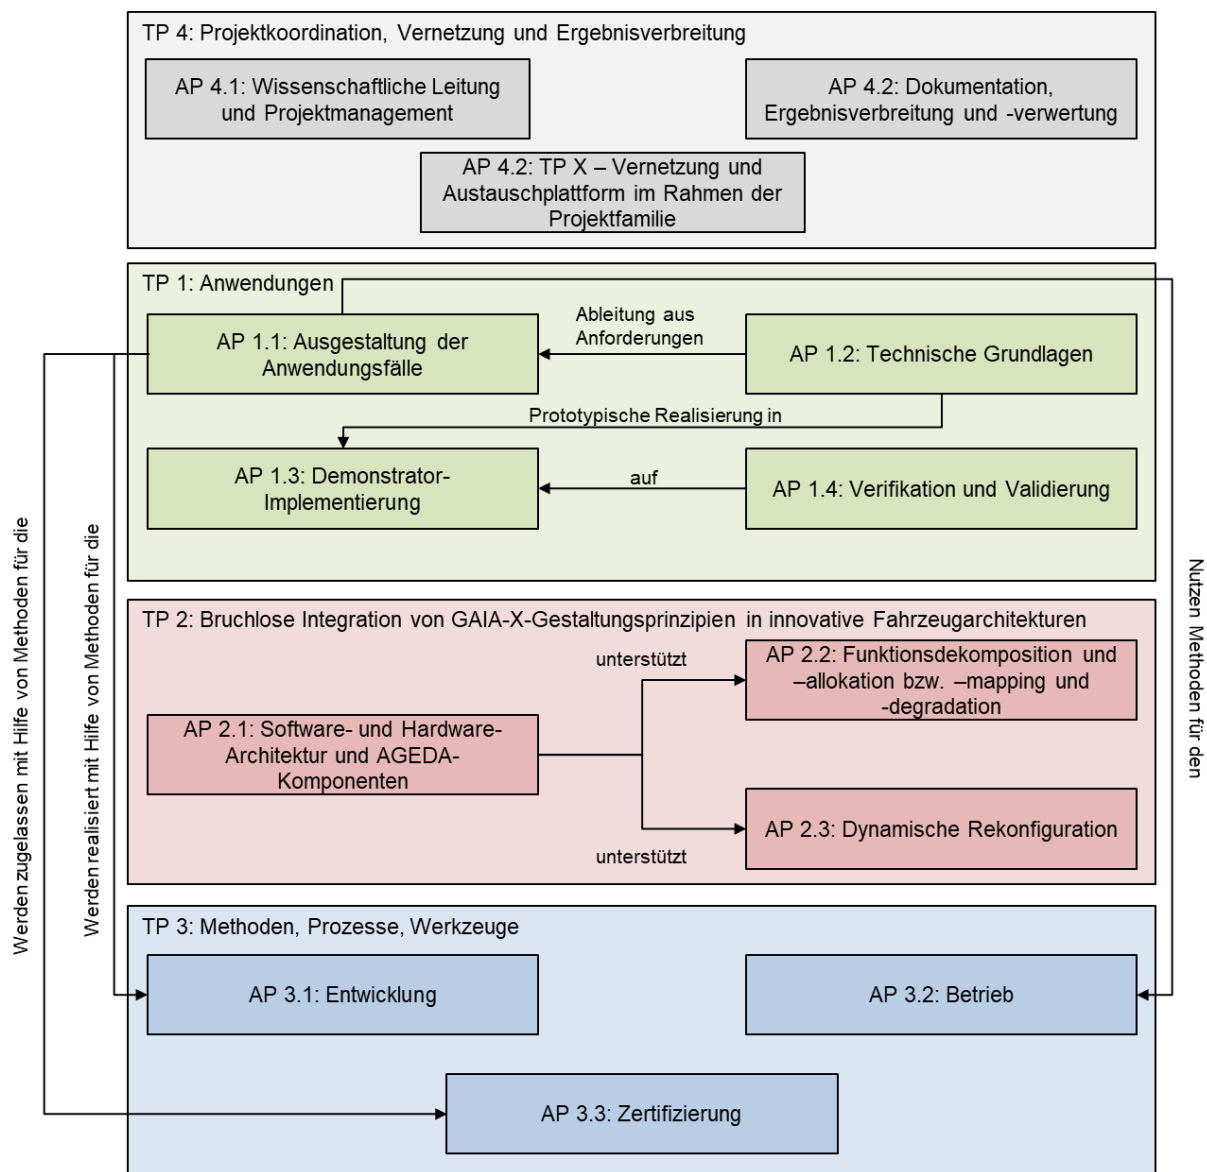 TP 4: Projektkoordination, Vernetzung und Ergebnisverbreitung
AP 4.1: Wissenschaftliche Leitung
und Projektmanagement
AP 4.2: Dokumentation,
Ergebnisverbreitung und -verwertung
AP 4.2: TP X – Vernetzung und
Austauschplattform im Rahmen der
Projektfamilie
TP 1: Anwendungen
AP 1.1: Ausgestaltung der
Anwendungsfälle
Ableitung aus
Anforderungen
AP 1.2: Technische Grundlagen
Prototypische Realisierung in
AP 1.3: Demonstrator-
Implementierung
auf
AP 1.4: Verifikation und Validierung
Werden zugelassen mit Hilfe von Methoden für die
Werden realisiert mit Hilfe von Methoden für die
Nutzen Methoden für den
TP 2: Bruchlose Integration von GAIA-X-Gestaltungsprinzipien in innovative Fahrzeugarchitekturen
AP 2.1: Software- und Hardware-
Architektur und AGEDA-
Komponenten
unterstützt
AP 2.2: Funktionsdekomposition und
–allokation bzw. –mapping und
-degradation
unterstützt
AP 2.3: Dynamische Rekonfiguration
TP 3: Methoden, Prozesse, Werkzeuge
AP 3.1: Entwicklung
AP 3.2: Betrieb
AP 3.3: Zertifizierung